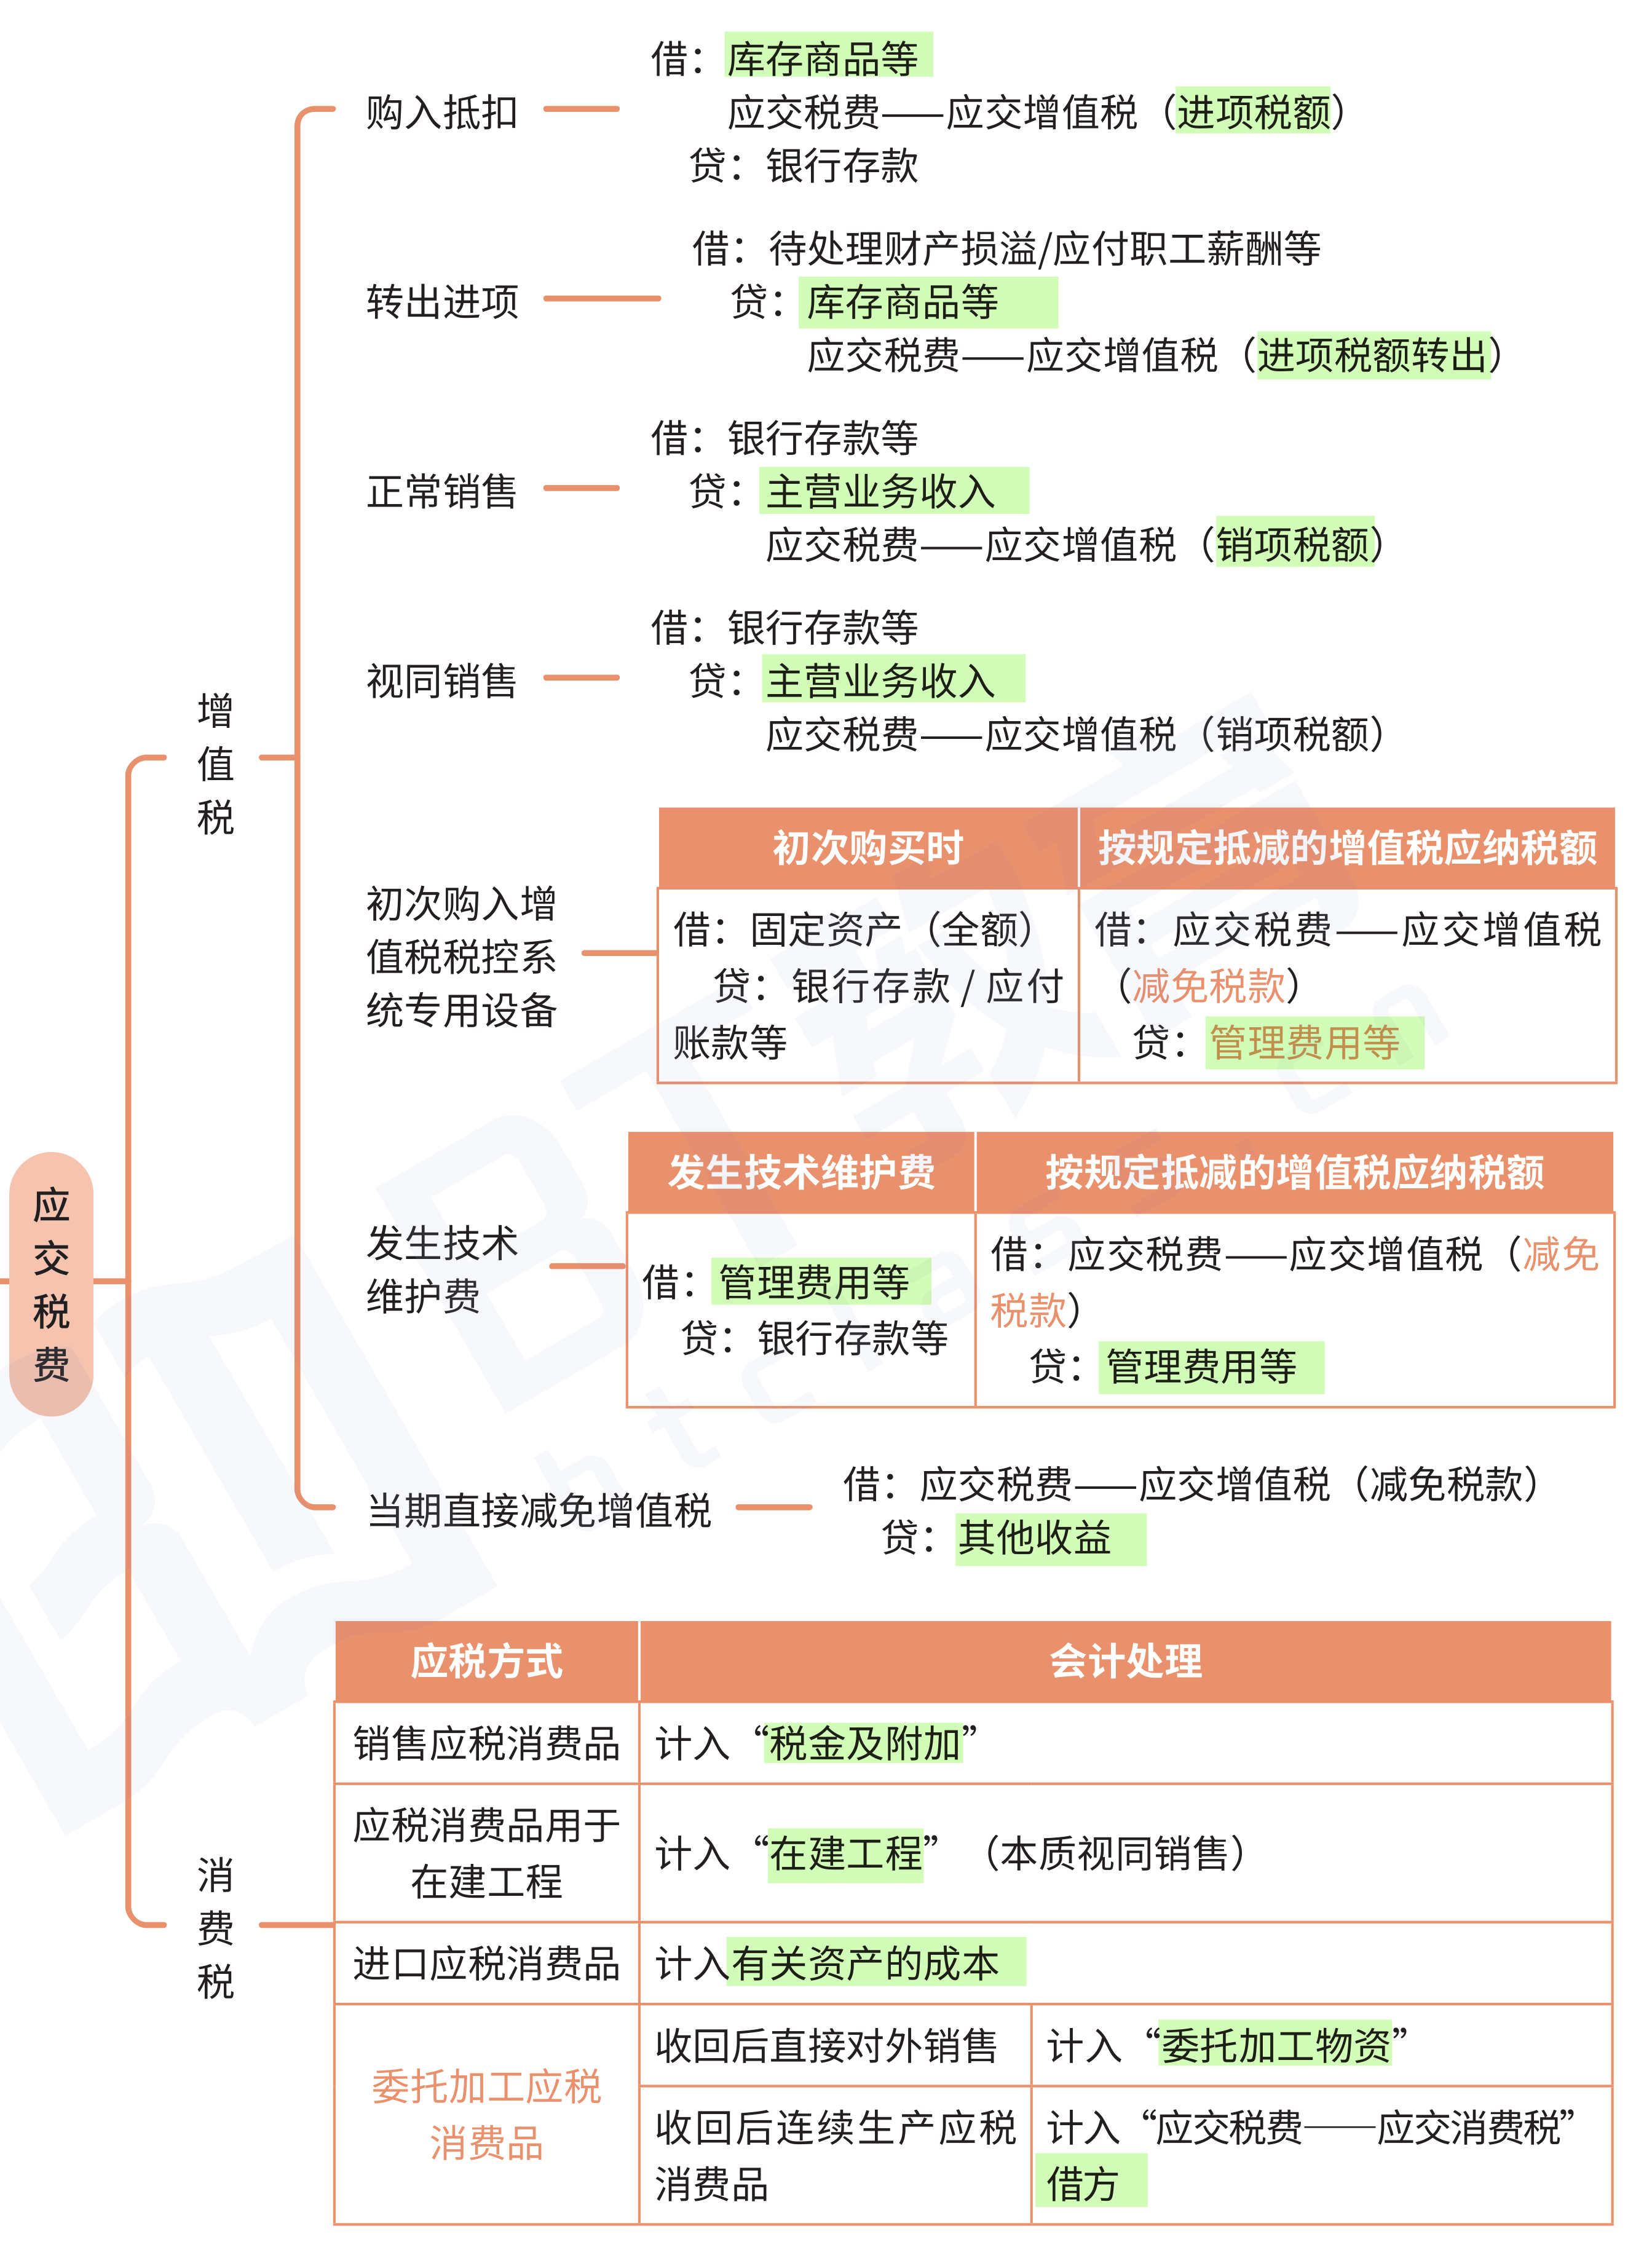 应交税费
增值税
购入抵扣
借：库存商品等
应交税费——应交增值税（进项税额）
贷：银行存款
转出进项
借：待处理财产损溢/应付职工薪酬等
贷：库存商品等
应交税费——应交增值税（进项税额转出）
正常销售
借：银行存款等
贷：主营业务收入
应交税费——应交增值税（销项税额）
视同销售
借：银行存款等
贷：主营业务收入
应交税费——应交增值税（销项税额）
初次购入增
值税税控系
统专用设备
初次购买时
按规定抵减的增值税应纳税额
借：固定资产（全额）
贷：银行存款 / 应付
账款等
借：应交税费——应交增值税
（减免税款）
贷：管理费用等
发生技术
维护费
发生技术维护费
按规定抵减的增值税应纳税额
借：管理费用等
贷：银行存款等
借：应交税费——应交增值税（减免
税款）
贷：管理费用等
当期直接减免增值税
借：应交税费——应交增值税（减免税款）
贷：其他收益
消费税
应税方式
会计处理
销售应税消费品
计入“税金及附加”
应税消费品用于
在建工程
计入“在建工程”（本质视同销售）
进口应税消费品
计入有关资产的成本
委托加工应税
消费品
收回后直接对外销售
计入“委托加工物资”
收回后连续生产应税
消费品
计入“应交税费——应交消费税”
借方
BT教育
btclass.cn